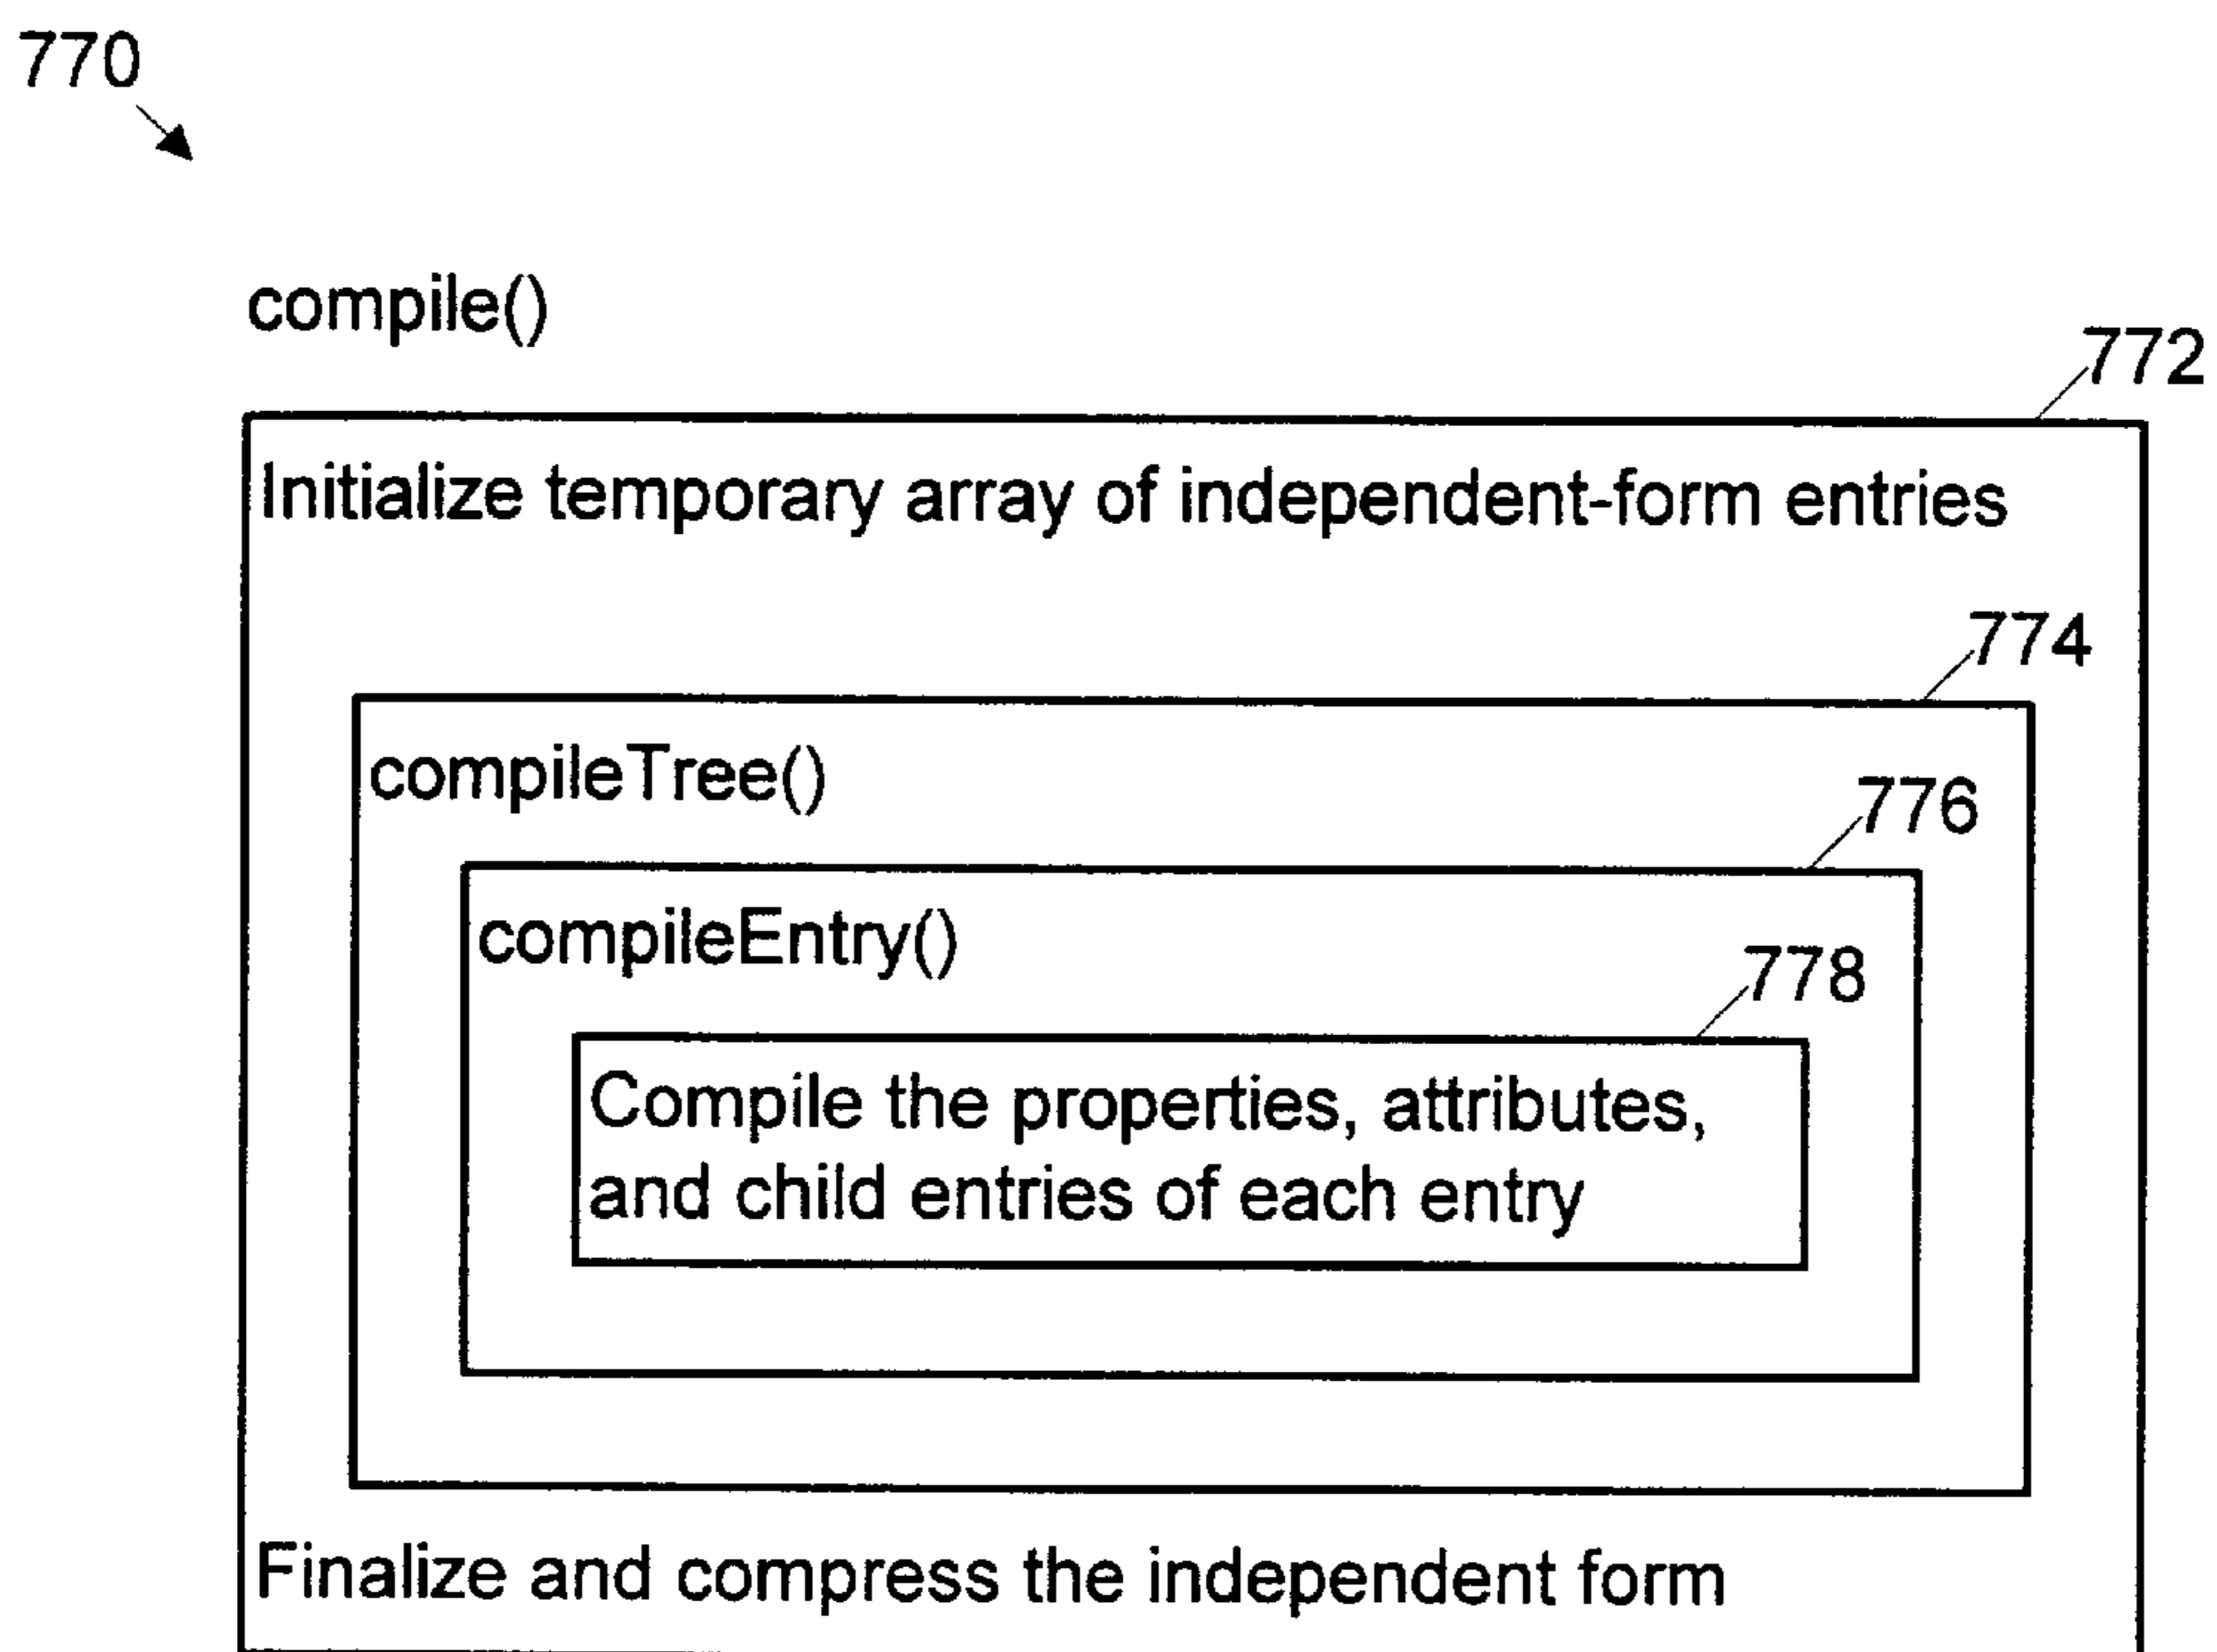 770
compile()
772
Initialize temporary array of independent-form entries
774
compileTree()
776
compileEntry()
778
Compile the properties, attributes,
and child entries of each entry
Finalize and compress the independent form